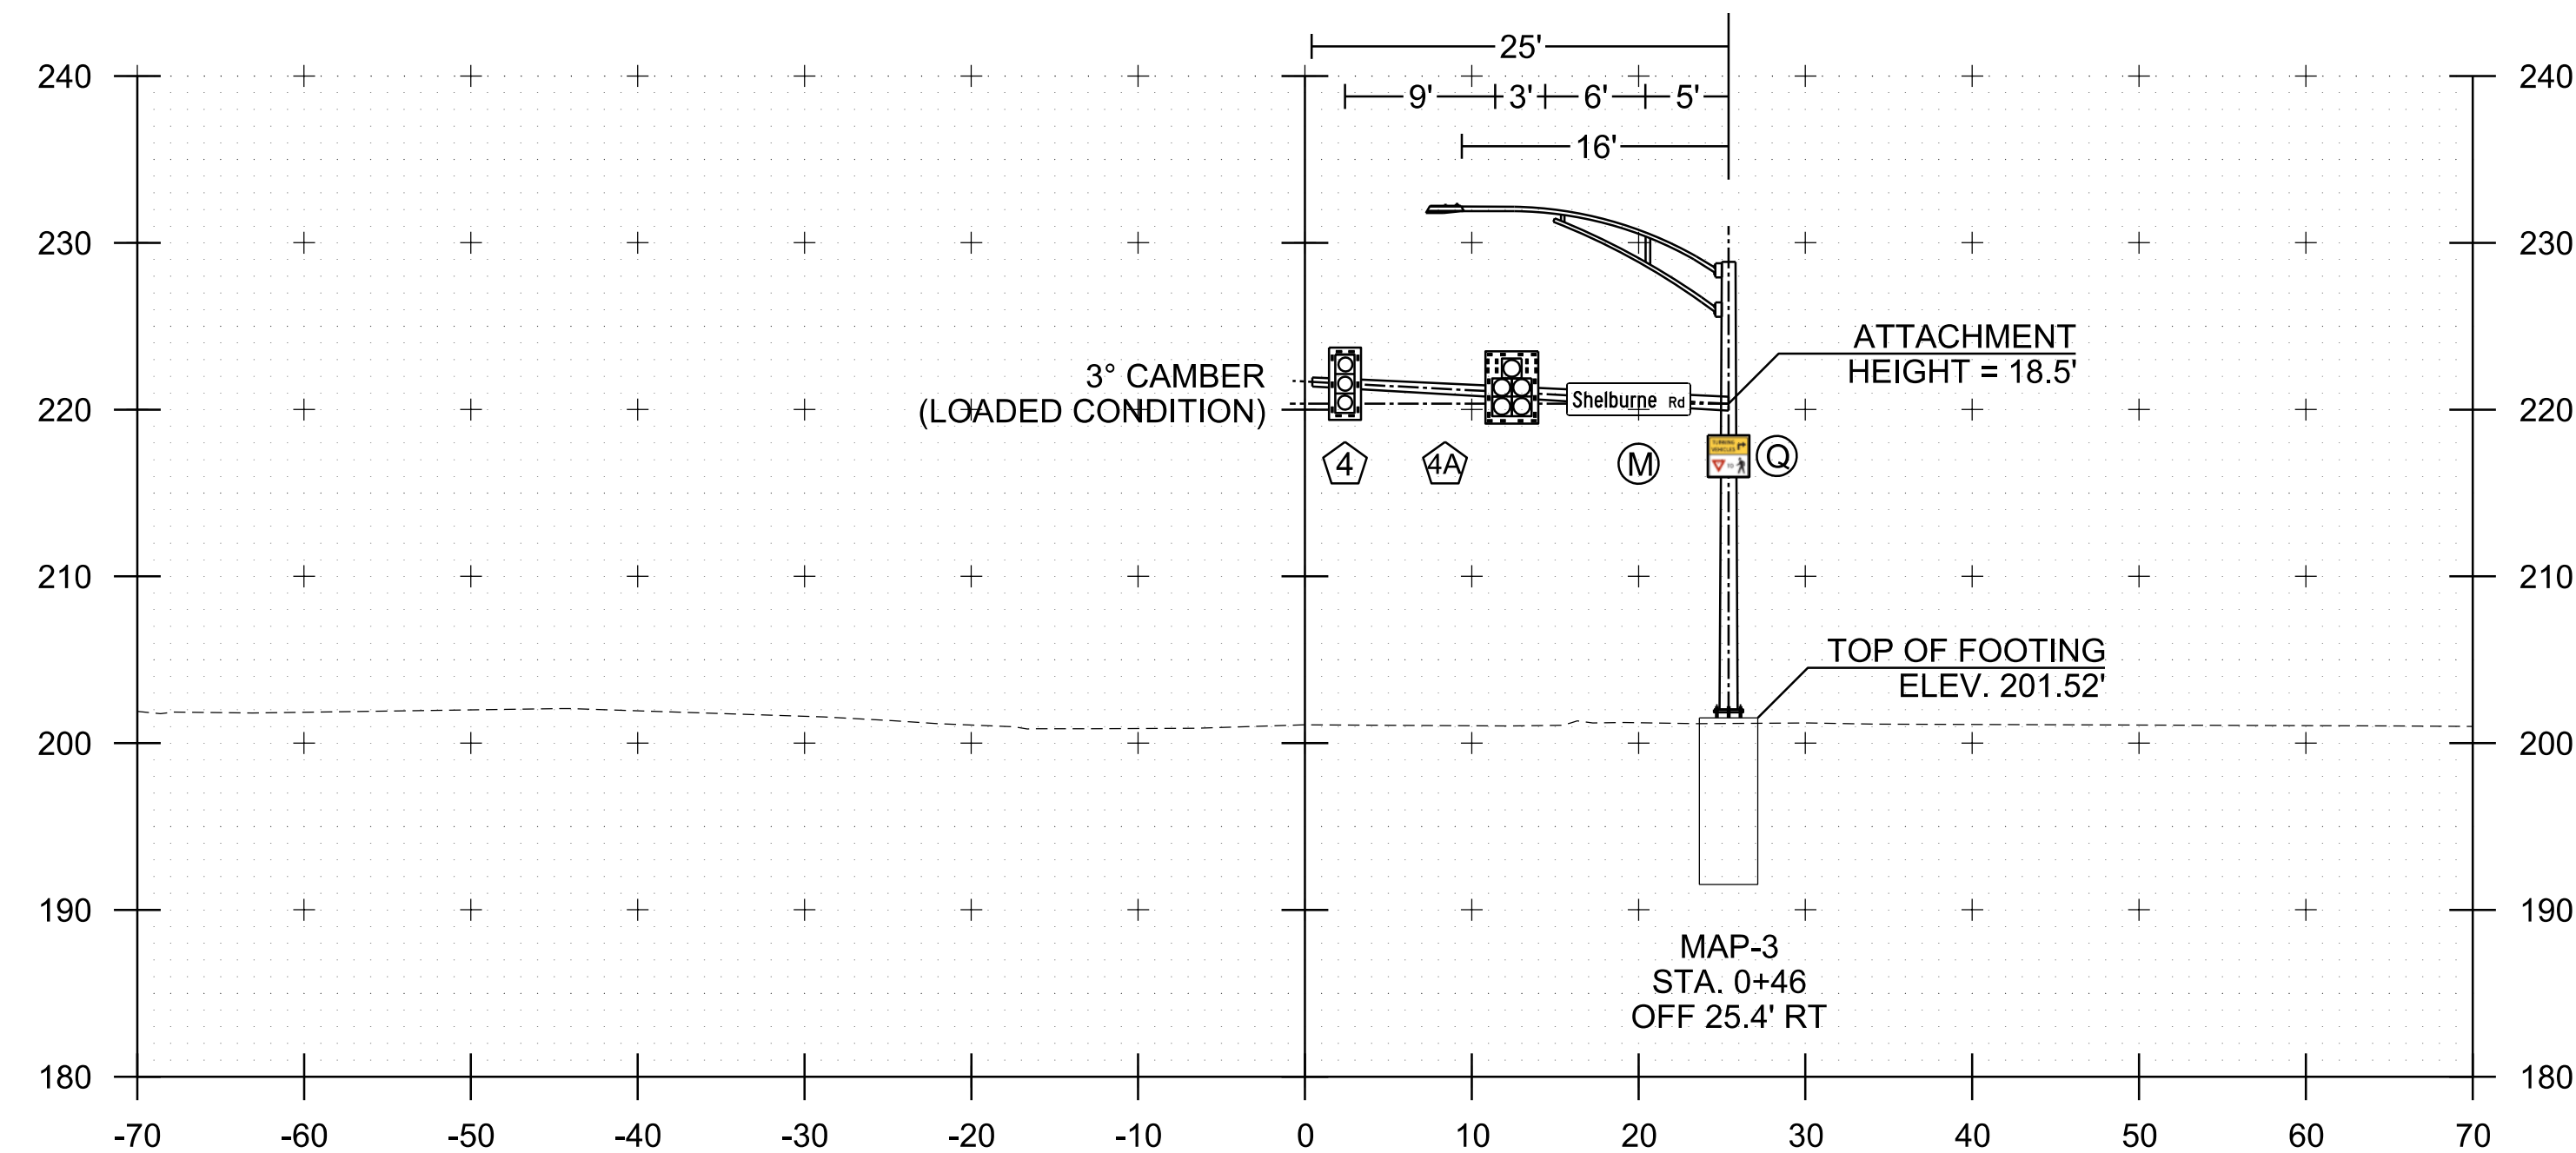 25'
240
240
9' 3' 6' 5'
16'
230
230
ATTACHMENT
HEIGHT = 18.5'
3° CAMBER
(LOADED CONDITION)
Shelburne Rd
220
220
4
4A
M
TURNING
VEHICLES
TO
Q
210
210
TOP OF FOOTING
ELEV. 201.52'
200
200
190
190
MAP-3
STA. 0+46
OFF 25.4' RT
180
180
-70 -60 -50 -40 -30 -20 -10 0 10 20 30 40 50 60 70